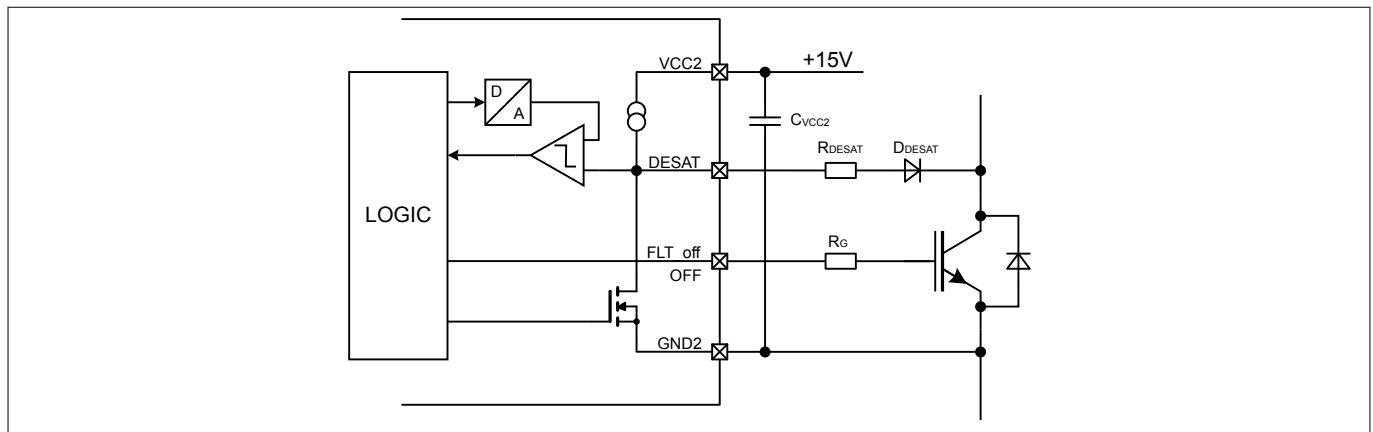 VCC2
+15V
D
A
CVCC2
DESAT
RDESAT
DDESAT
LOGIC
FLT_off
OFF
RG
GND2